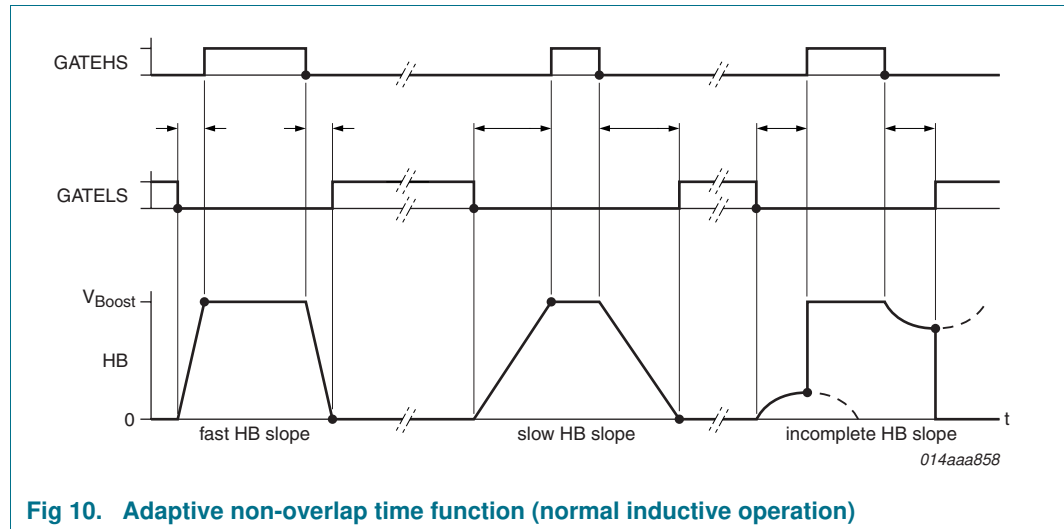 GATEHS
GATELS
VBoost
HB
0
t
fast HB slope
slow HB slope
incomplete HB slope
014aaa858
Fig 10. Adaptive non-overlap time function (normal inductive operation)